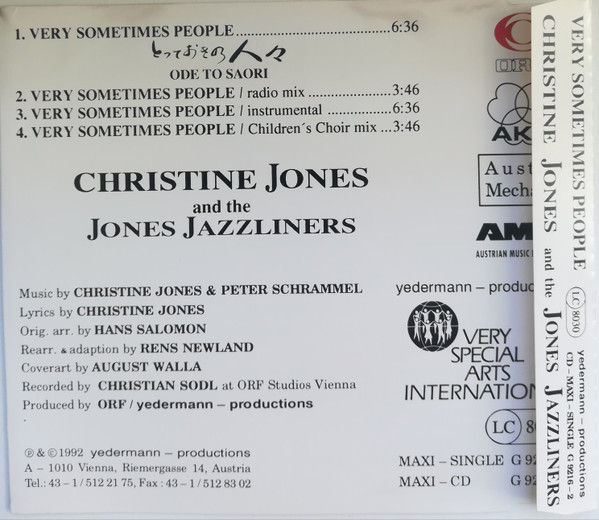 1. VERY SOMETIMES PEOPLE........................................6:36
とっておきの人々
ODE TO SAORI
2. VERY SOMETIMES PEOPLE / radio mix ......................3:46
3. VERY SOMETIMES PEOPLE / instrumental .................6:36
4. VERY SOMETIMES PEOPLE / Children´s Choir mix ...3:46
CHRISTINE JONES
and the
JONES JAZZLINERS
Music by CHRISTINE JONES & PETER SCHRAMMEL
Lyrics by CHRISTINE JONES
Orig. arr. by HANS SALOMON
Rearr. & adaption by RENS NEWLAND
Coverart by AUGUST WALLA
Recorded by CHRISTIAN SODL at ORF Studios Vienna
Produced by ORF / yedermann – productions
℗ & © 1992 yedermann – productions
A – 1010 Vienna, Riemergasse 14, Austria
Tel.: 43 – 1 / 512 21 75, Fax : 43 – 1 / 512 83 02
OR
AK
Aust
Mecha
AM
AUSTRIAN MUSIC
yedermann – produc
VERY
SPECIAL
ARTS
INTERNATION
LC 80
MAXI – SINGLE G 92
MAXI – CD G 92
VERY SOMETIMES PEOPLE LC 8030 yedermann – productions
CD – MAXI – SINGLE G 9216 – 2
CHRISTINE JONES and the JONES JAZZLINERS